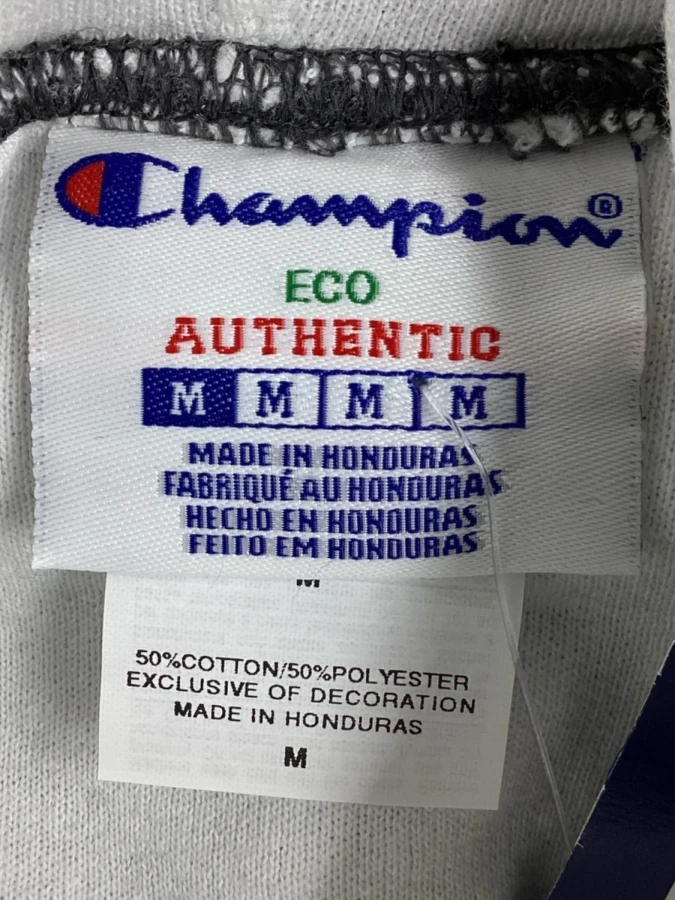 Champion®
ECO
AUTHENTIC
M M M M
MADE IN HONDURAS
FABRIQUÉ AU HONDURAS
HECHO EN HONDURAS
FEITO EM HONDURAS
M
50%COTTON/50%POLYESTER
EXCLUSIVE OF DECORATION
MADE IN HONDURAS
M